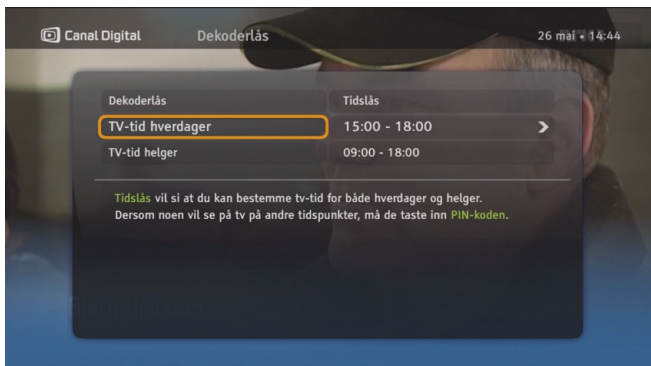 Canal Digital Dekoderlås 26 mai • 14:44
Dekoderlås Tidslås
TV-tid hverdager 15:00 - 18:00
TV-tid helger 09:00 - 18:00
Tidslås vil si at du kan bestemme tv-tid for både hverdager og helger.
Dersom noen vil se på tv på andre tidspunkter, må de taste inn PIN-koden.